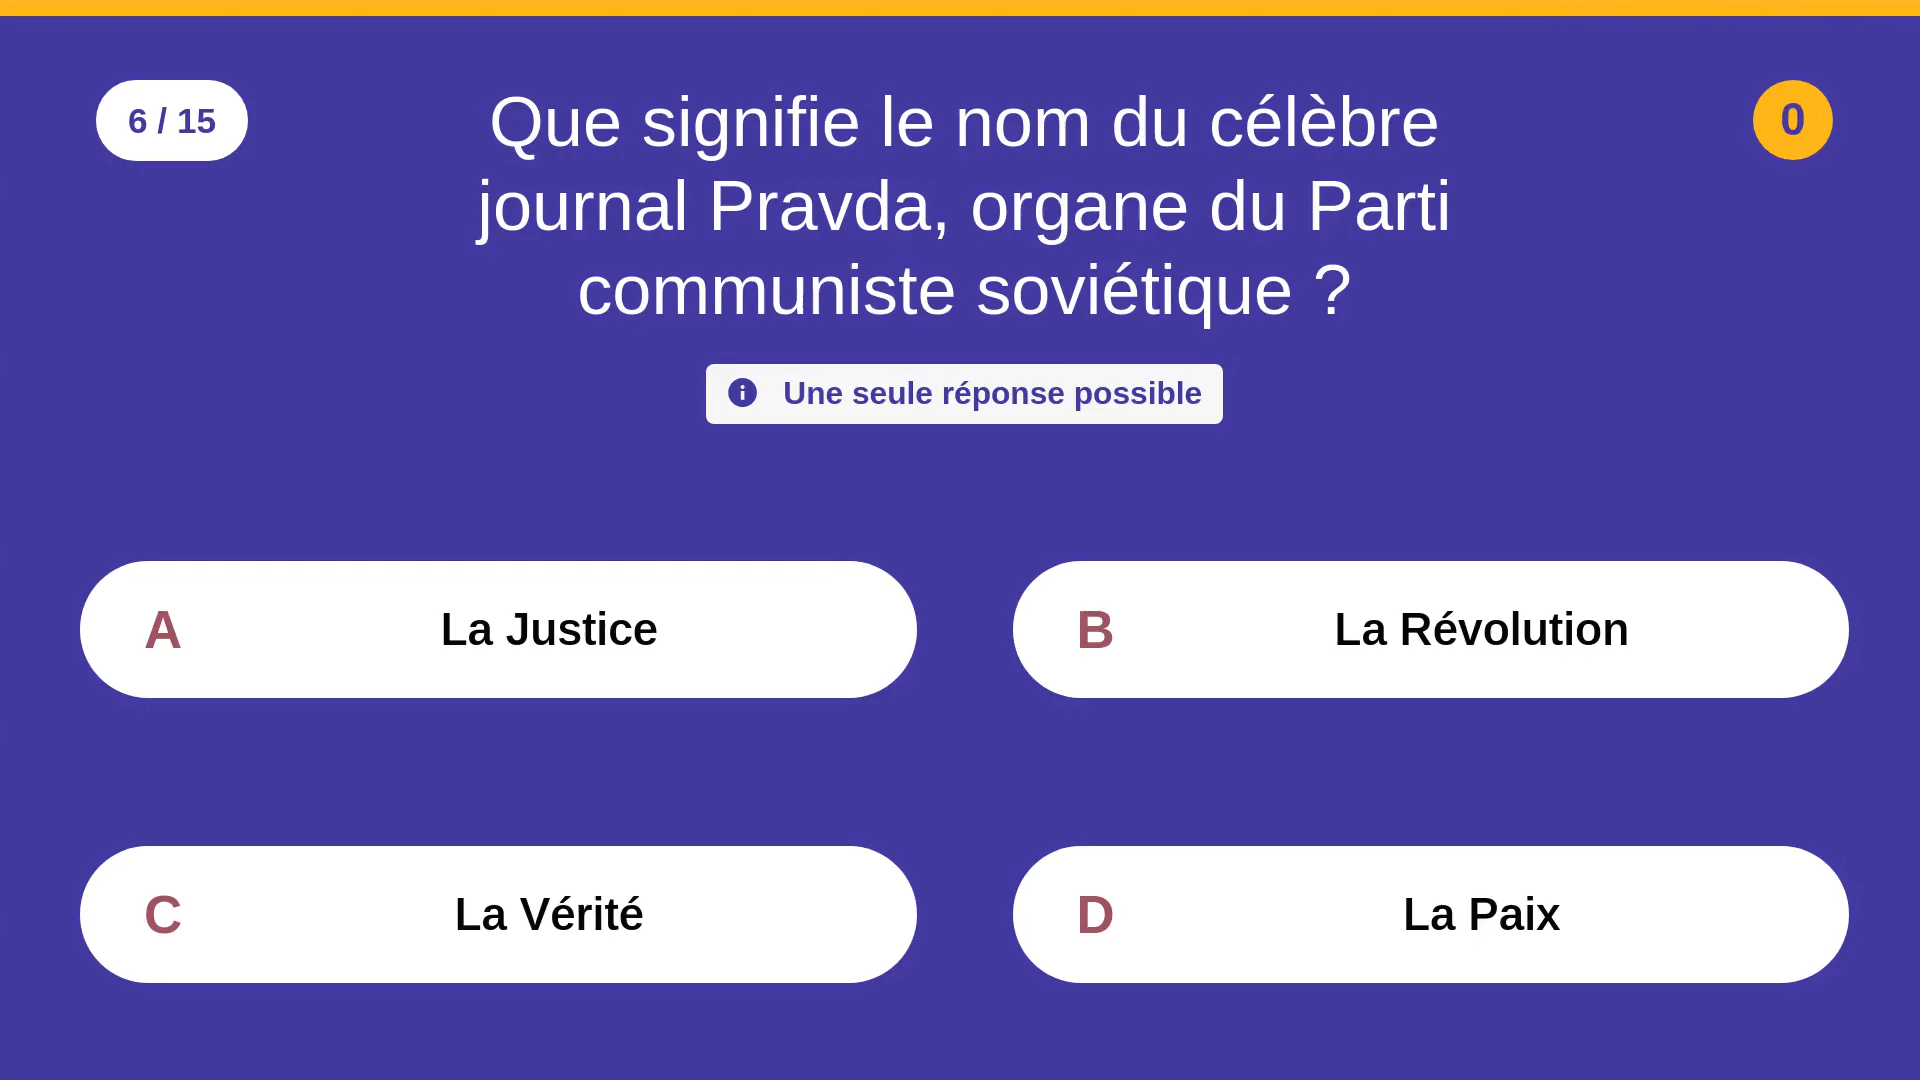 6 / 15
Que signifie le nom du célèbre
journal Pravda, organe du Parti
communiste soviétique ?
0
Une seule réponse possible
A La Justice
B La Révolution
C La Vérité
D La Paix